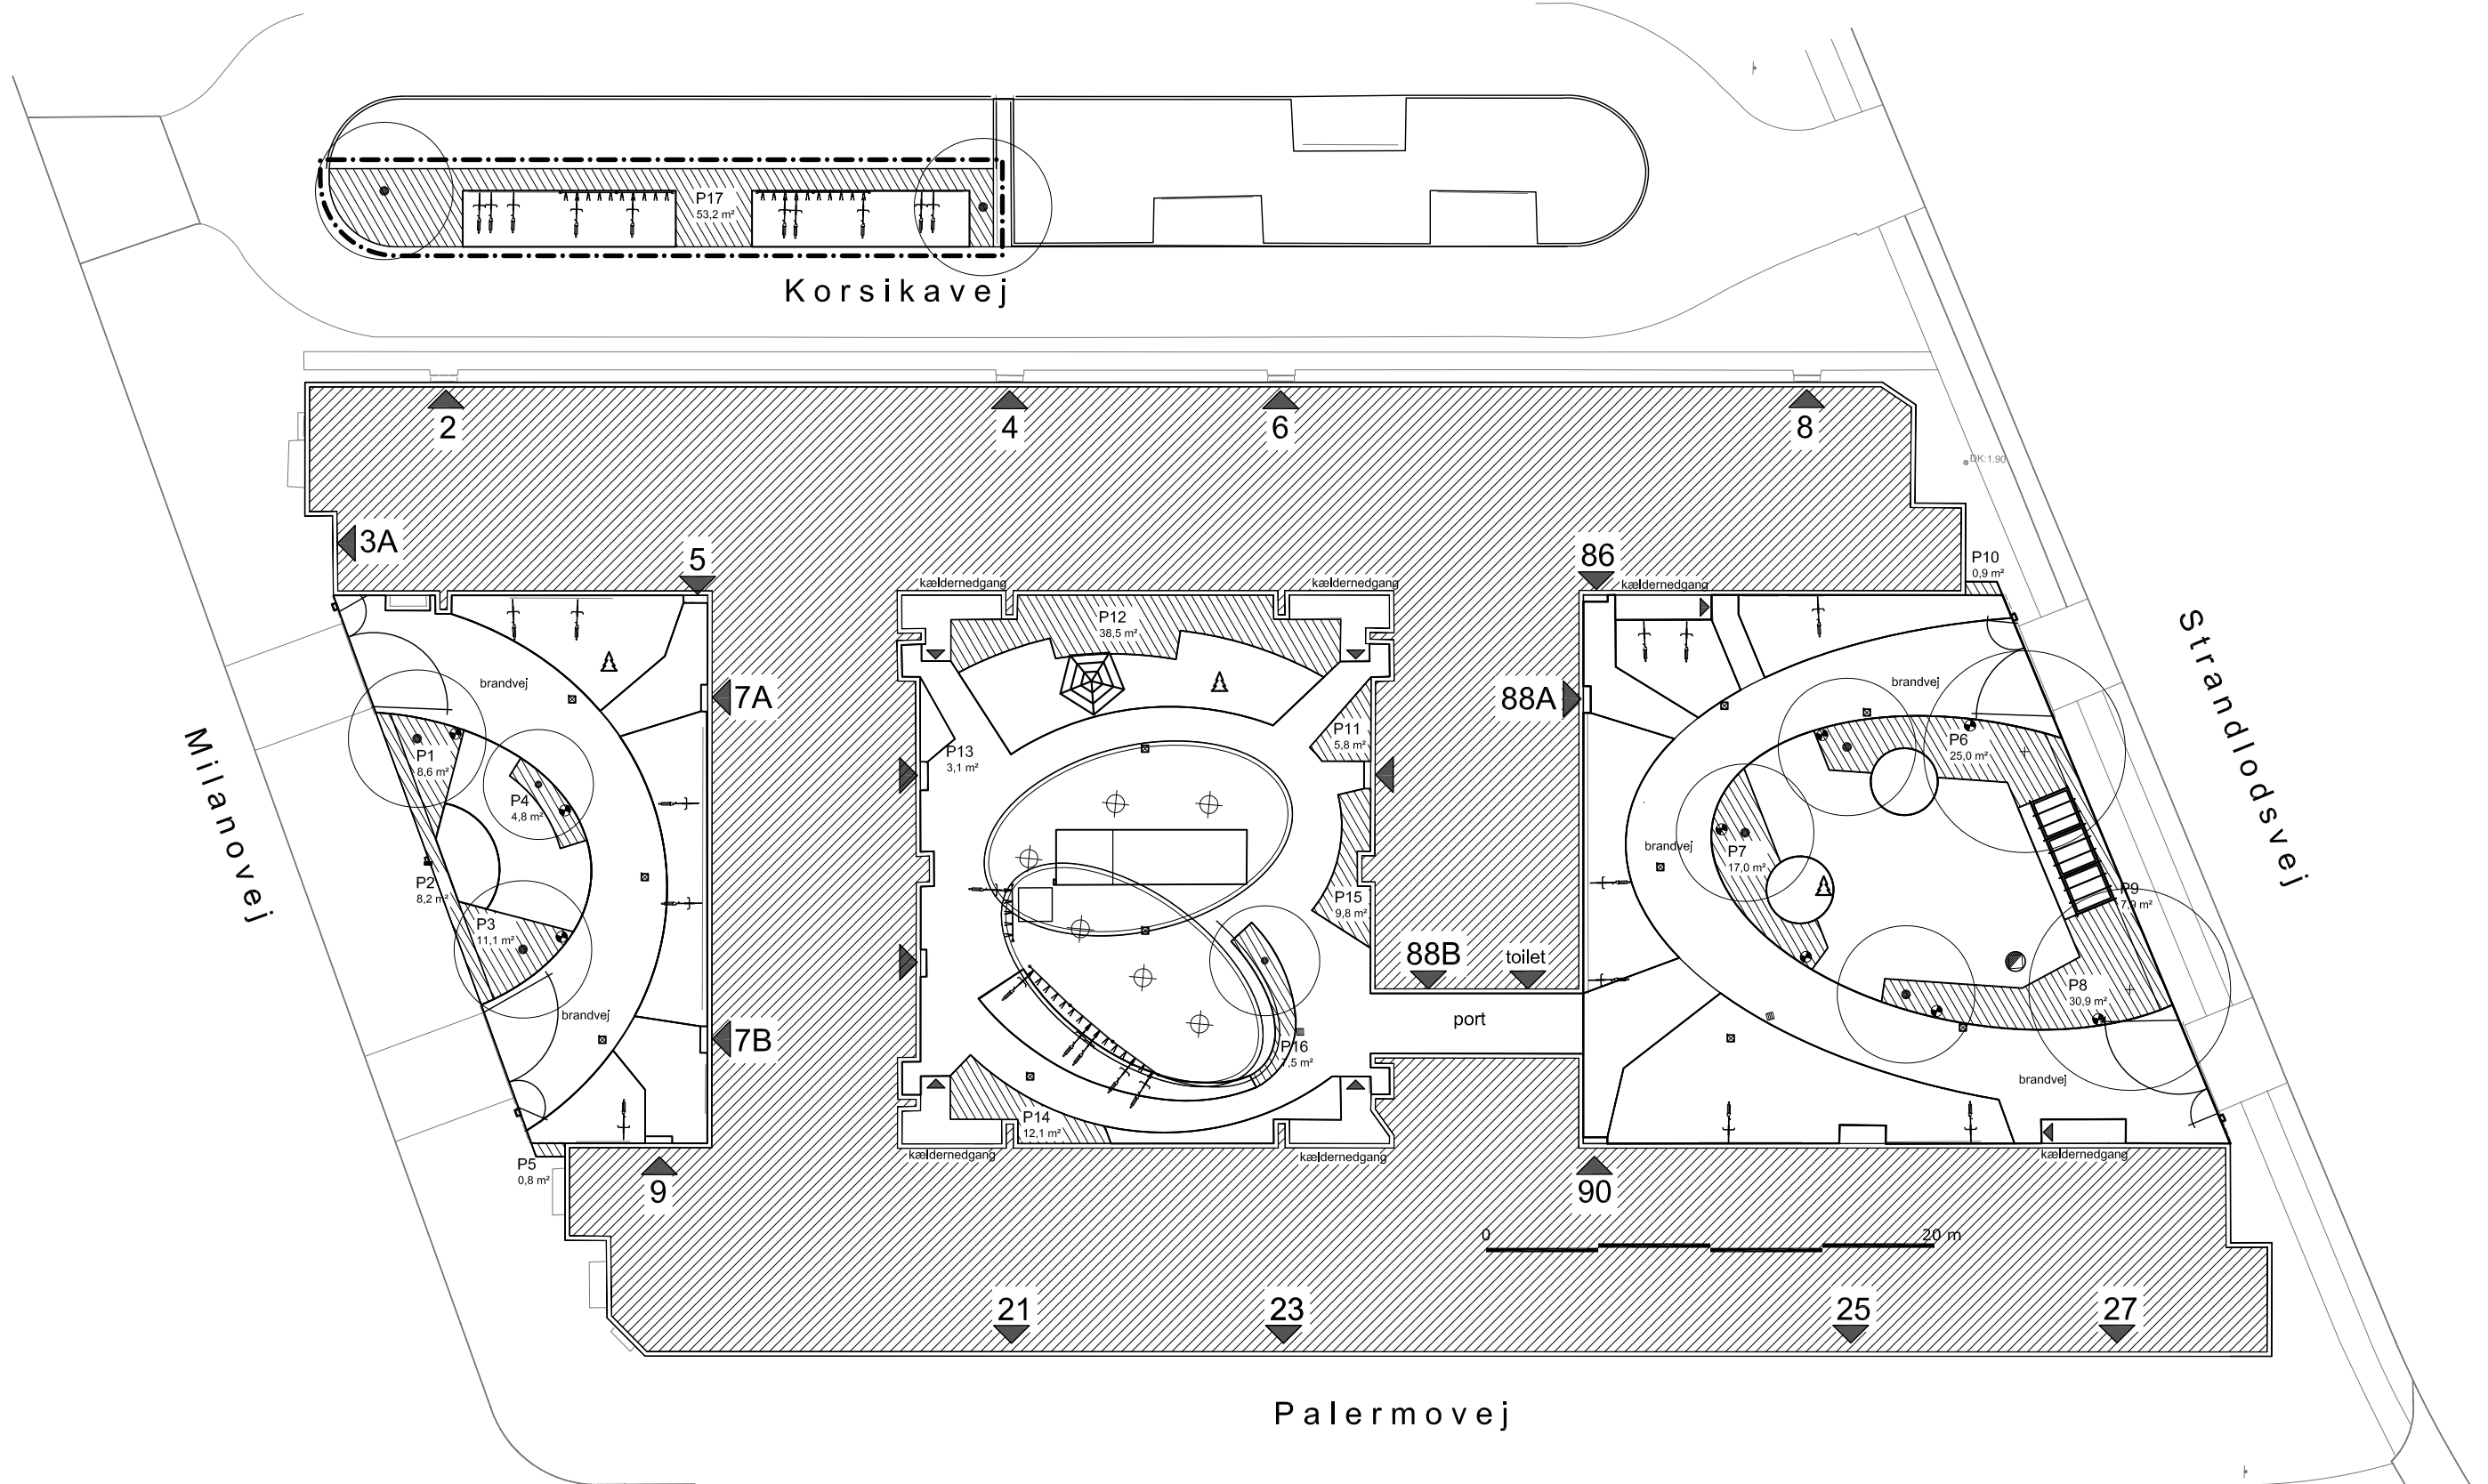 P17
53,2 m²
Korsikavej
2
4
6
8
DK:1.90
3A
5
86
P10
0,9 m²
kældernedgang
kældernedgang
kældernedgang
P12
38,5 m²
brandvej
brandvej
7A
88A
Milanovej
Strandlodsvej
P1
8,6 m²
P13
3,1 m²
P11
5,8 m²
P6
25,0 m²
P4
4,8 m²
brandvej
P7
17,0 m²
P2
8,2 m²
P15
9,8 m²
P9
7,9 m²
P3
11,1 m²
88B
toilet
P8
30,9 m²
brandvej
port
7B
P16
7,5 m²
brandvej
P14
12,1 m²
kældernedgang
kældernedgang
kældernedgang
P5
0,8 m²
9
90
0
20 m
21
23
25
27
Palermovej